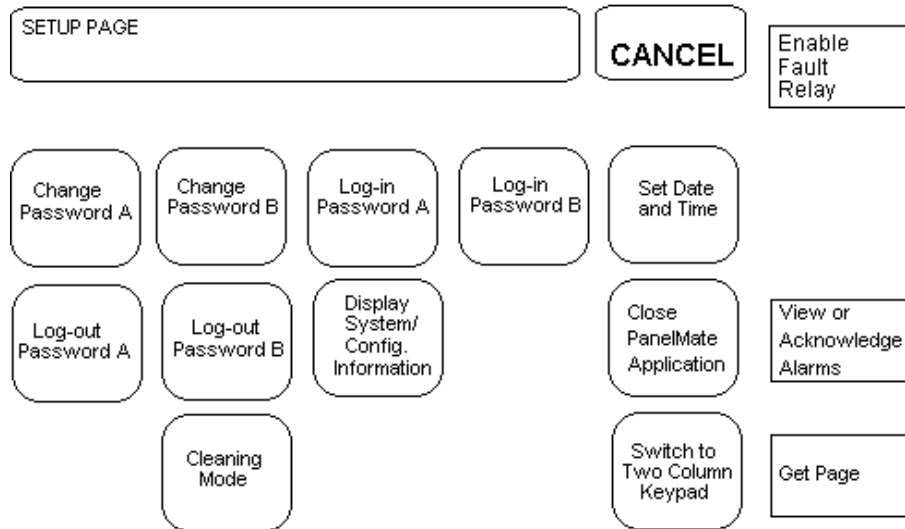 SETUP PAGE
CANCEL
Enable
Fault
Relay
Change
Password A
Change
Password B
Log-in
Password A
Log-in
Password B
Set Date
and Time
Log-out
Password A
Log-out
Password B
Display
System/
Config.
Information
Close
PanelMate
Application
View or
Acknowledge
Alarms
Cleaning
Mode
Switch to
Two Column
Keypad
Get Page